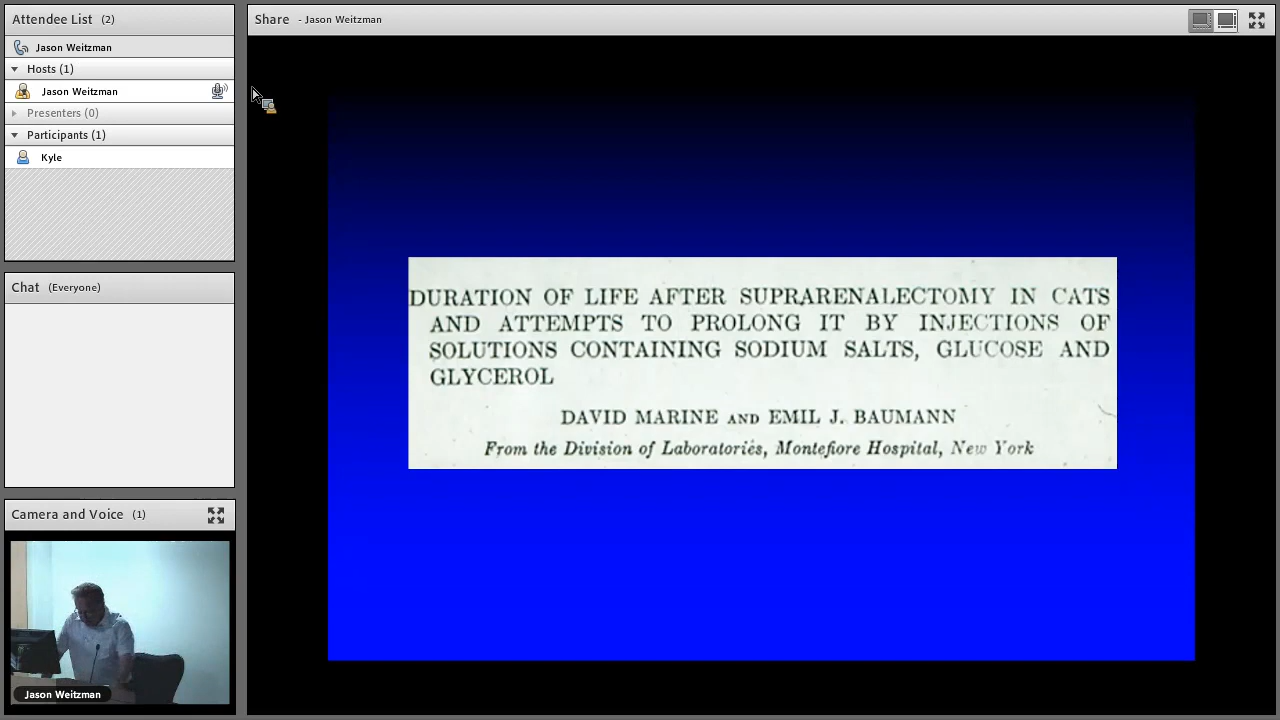 Attendee List (2)
Jason Weitzman
Hosts (1)
Jason Weitzman
Presenters (0)
Participants (1)
Kyle
Chat (Everyone)
Camera and Voice (1)
Jason Weitzman
Share - Jason Weitzman
DURATION OF LIFE AFTER SUPRARENALECTOMY IN CATS
AND ATTEMPTS TO PROLONG IT BY INJECTIONS OF
SOLUTIONS CONTAINING SODIUM SALTS, GLUCOSE AND
GLYCEROL
DAVID MARINE AND EMIL J. BAUMANN
From the Division of Laboratories, Montefiore Hospital, New York